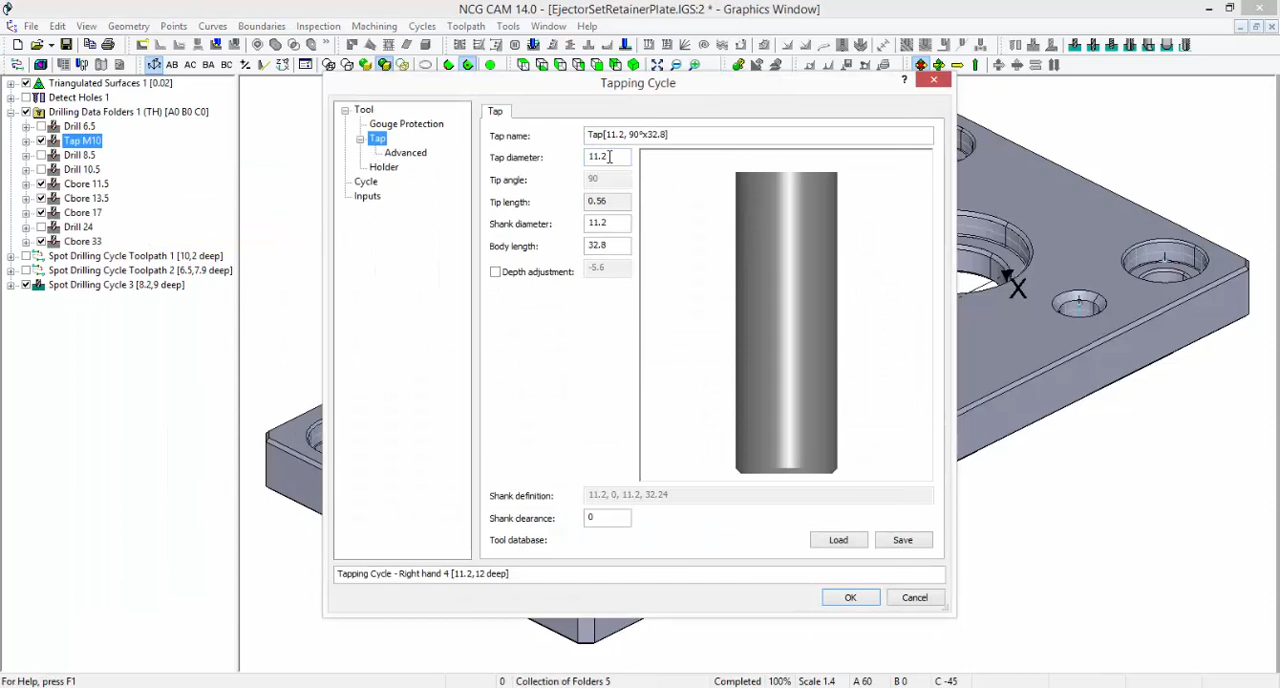 NCG CAM 14.0 - [EjectorSetRetainerPlate.IGS:2 * - Graphics Window]
File Edit View Targets Points Curves Boundaries Inspection Machining Cycles Toolpath Tools Window Help
AB AC AR BC
Triangulated Surfaces 1 [0.02]
Detect Holes 1
Drilling Data Folders 1 (TH) [A0 B0 C0]
Drill 6.5
Tap M10
Drill 8.5
Drill 10.5
Cbore 11.5
Cbore 13.5
Cbore 17
Drill 24
Cbore 33
Spot Drilling Cycle Toolpath 1 [10,2 deep]
Spot Drilling Cycle Toolpath 2 [6.5,7.9 deep]
Spot Drilling Cycle 3 [8.2,9 deep]
Tapping Cycle
?
Tool
Gouge Protection
Tap
Advanced
Holder
Cycle
Inputs
Tap
Tap name: Tap[11.2, 90°x32.8]
Tap diameter: 11.2
Tip angle: 90
Tip length: 0.56
Shank diameter: 11.2
Body length: 32.8
Depth adjustment: -5.6
Shank definition: 11.2, 0, 11.2, 32.24
Shank clearance: 0
Tool database: Load Save
Tapping Cycle - Right hand 4 [11.2,12 deep]
OK Cancel
X
For Help, press F1 0 Collection of Folders 5 Completed 100% Scale 1.4 A 60 B 0 C -45